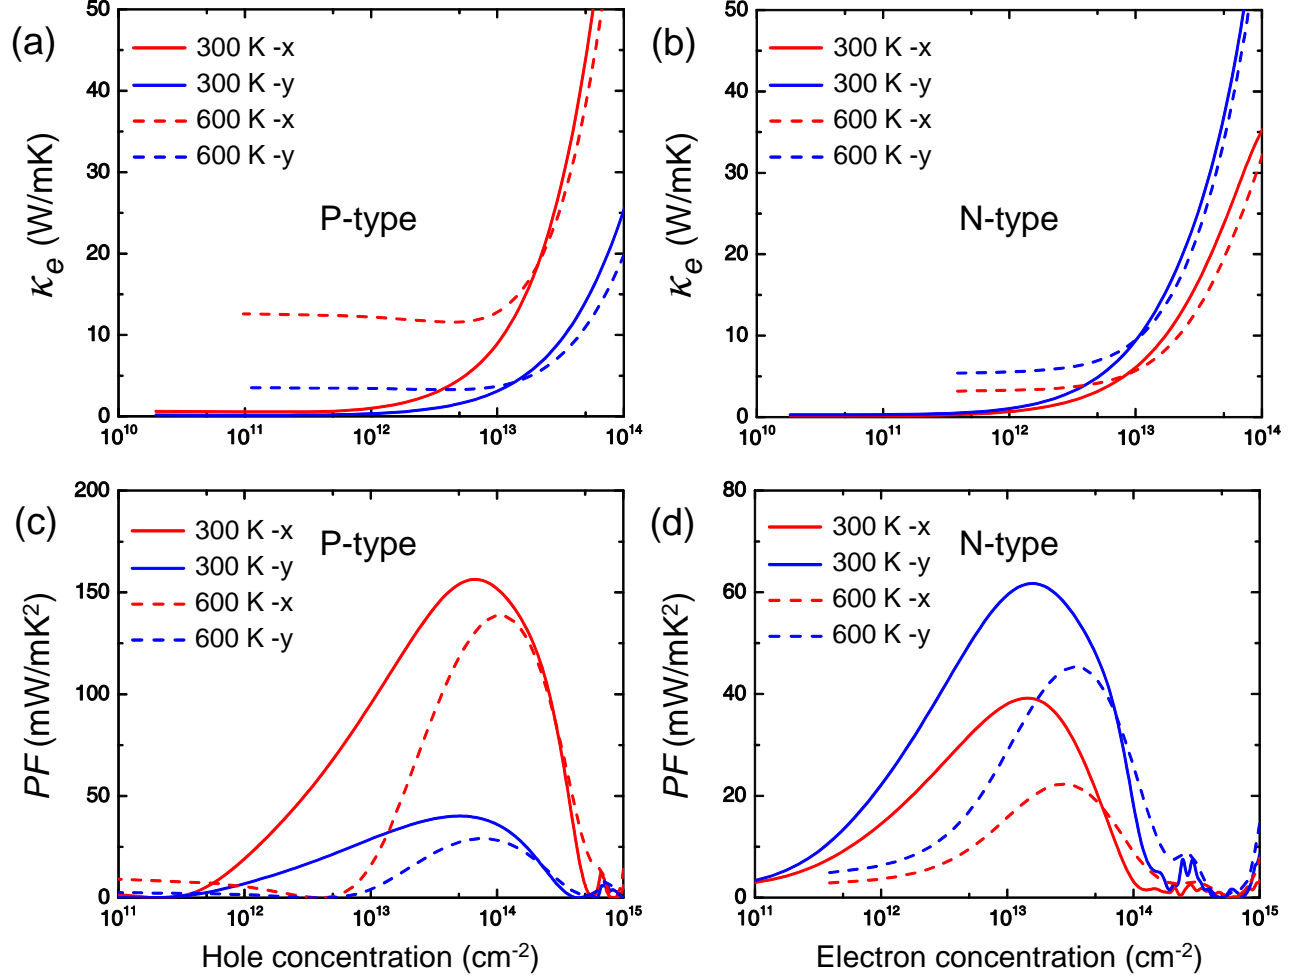 (a)
300 K -x
300 K -y
600 K -x
600 K -y
P-type
κe (W/mK)
50
40
30
20
10
0
10^10
10^11
10^12
10^13
10^14
(b)
300 K -x
300 K -y
600 K -x
600 K -y
N-type
κe (W/mK)
50
40
30
20
10
0
10^10
10^11
10^12
10^13
10^14
(c)
300 K -x
300 K -y
600 K -x
600 K -y
P-type
PF (mW/mK²)
200
150
100
50
0
10^11
10^12
10^13
10^14
10^15
Hole concentration (cm⁻²)
(d)
300 K -x
300 K -y
600 K -x
600 K -y
N-type
PF (mW/mK²)
80
60
40
20
0
10^11
10^12
10^13
10^14
10^15
Electron concentration (cm⁻²)